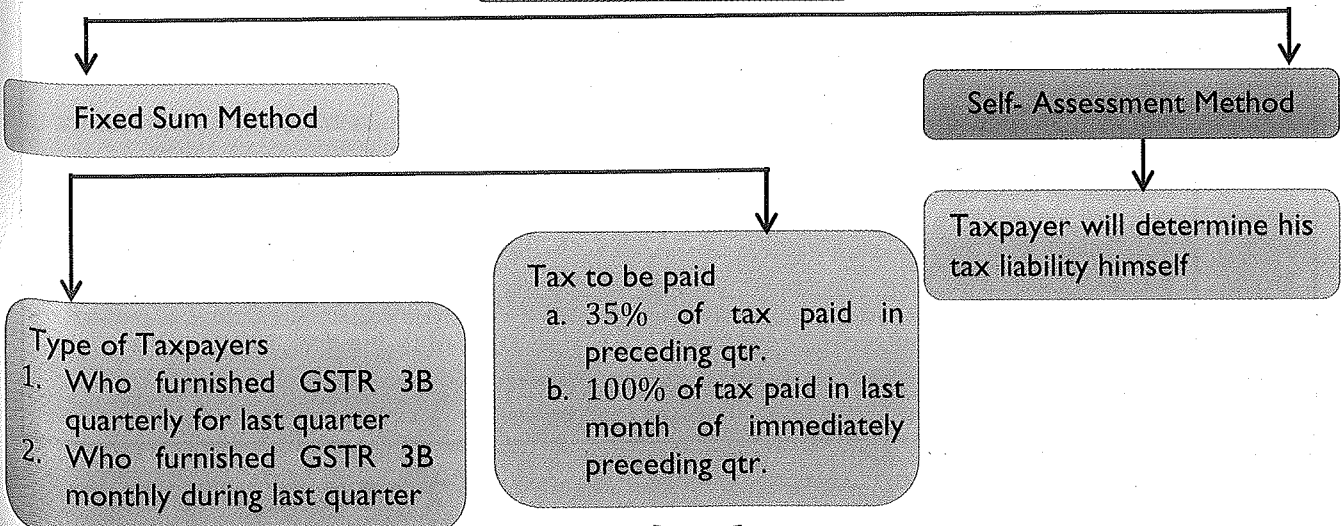 Fixed Sum Method
Self- Assessment Method
Taxpayer will determine his
tax liability himself
Tax to be paid
a. 35% of tax paid in
preceding qtr.
b. 100% of tax paid in last
month of immediately
preceding qtr.
Type of Taxpayers
1. Who furnished GSTR 3B
quarterly for last quarter
2. Who furnished GSTR 3B
monthly during last quarter